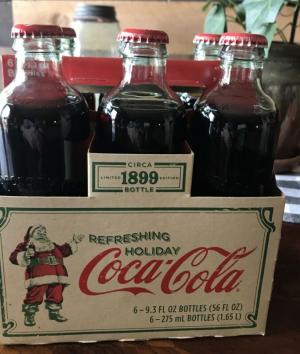 CIRCA
LIMITED 1899 EDITION
BOTTLE
REFRESHING
HOLIDAY
Coca-Cola
6 – 9.3 FL OZ BOTTLES (56 FL OZ)
6 – 275 mL BOTTLES (1.65 L)